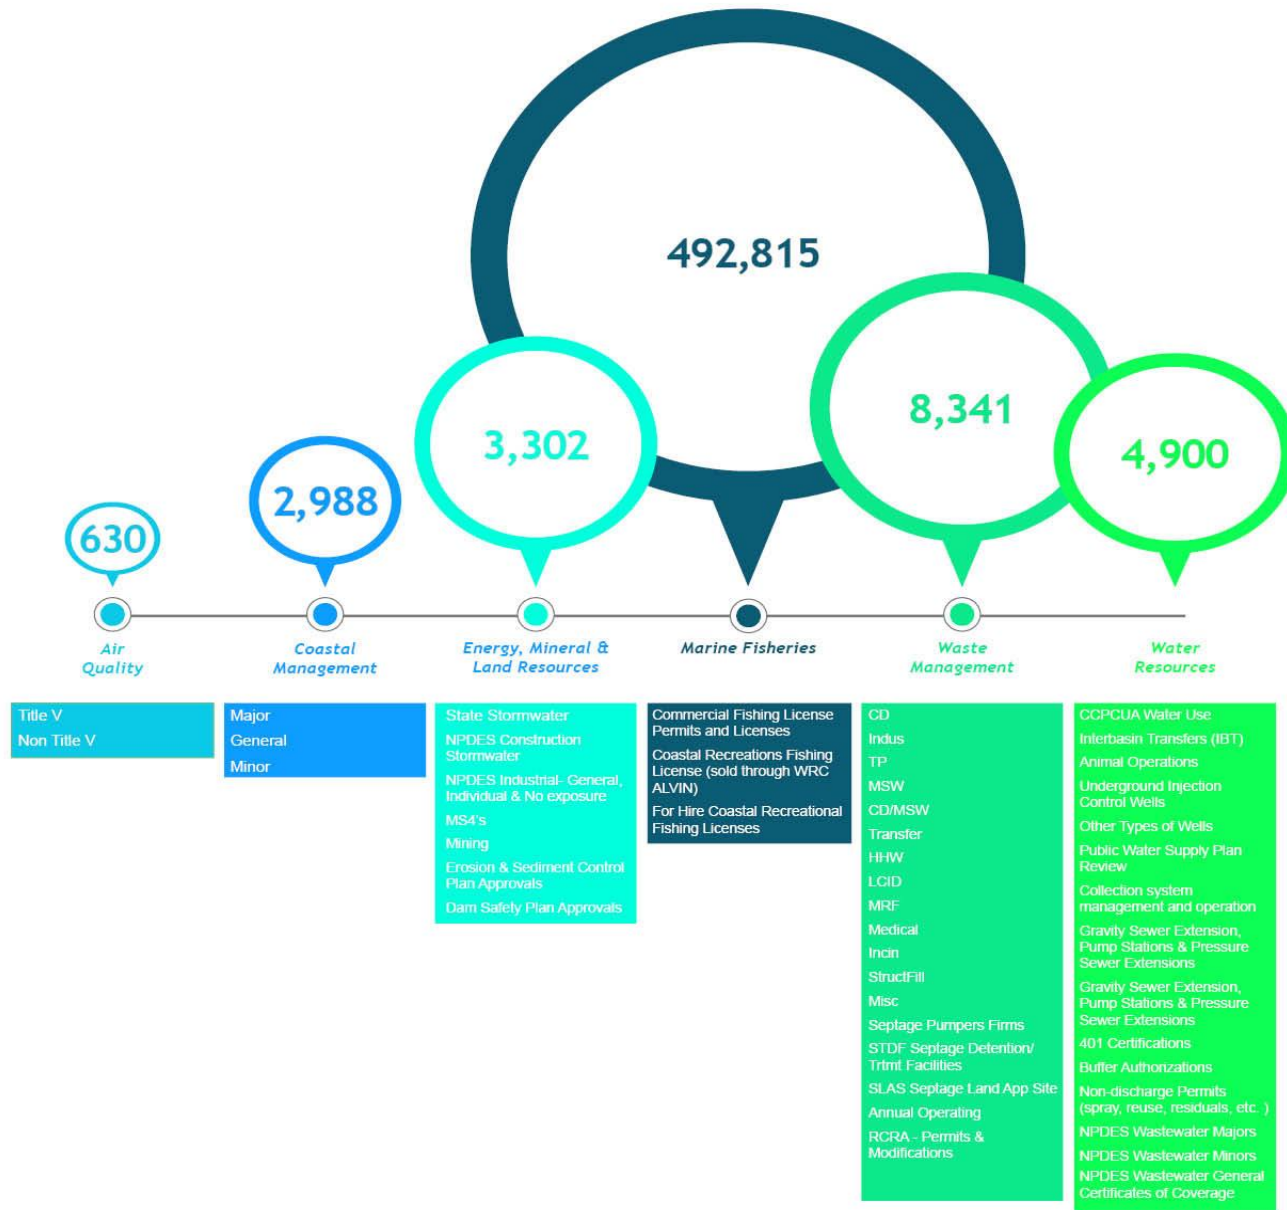 492,815
8,341
3,302
4,900
2,988
630
Air
Quality
Coastal
Management
Energy, Mineral &
Land Resources
Marine Fisheries
Waste
Management
Water
Resources
Title V
Non Title V
Major
General
Minor
State Stormwater
NPDES Construction
Stormwater
NPDES Industrial- General,
Individual & No exposure
MS4's
Mining
Erosion & Sediment Control
Plan Approvals
Dam Safety Plan Approvals
Commercial Fishing License
Permits and Licenses
Coastal Recreations Fishing
License (sold through WRC
ALVIN)
For Hire Coastal Recreational
Fishing Licenses
CD
Indus
TP
MSW
CD/MSW
Transfer
HHW
LCID
MRF
Medical
Incin
StructFill
Misc
Septage Pumpers Firms
STDF Septage Detention/
Trtmt Facilities
SLAS Septage Land App Site
Annual Operating
RCRA - Permits &
Modifications
CCPCUA Water Use
Interbasin Transfers (IBT)
Animal Operations
Underground Injection
Control Wells
Other Types of Wells
Public Water Supply Plan
Review
Collection system
management and operation
Gravity Sewer Extension,
Pump Stations & Pressure
Sewer Extensions
Gravity Sewer Extension,
Pump Stations & Pressure
Sewer Extensions
401 Certifications
Buffer Authorizations
Non-discharge Permits
(spray, reuse, residuals, etc. )
NPDES Wastewater Majors
NPDES Wastewater Minors
NPDES Wastewater General
Certificates of Coverage